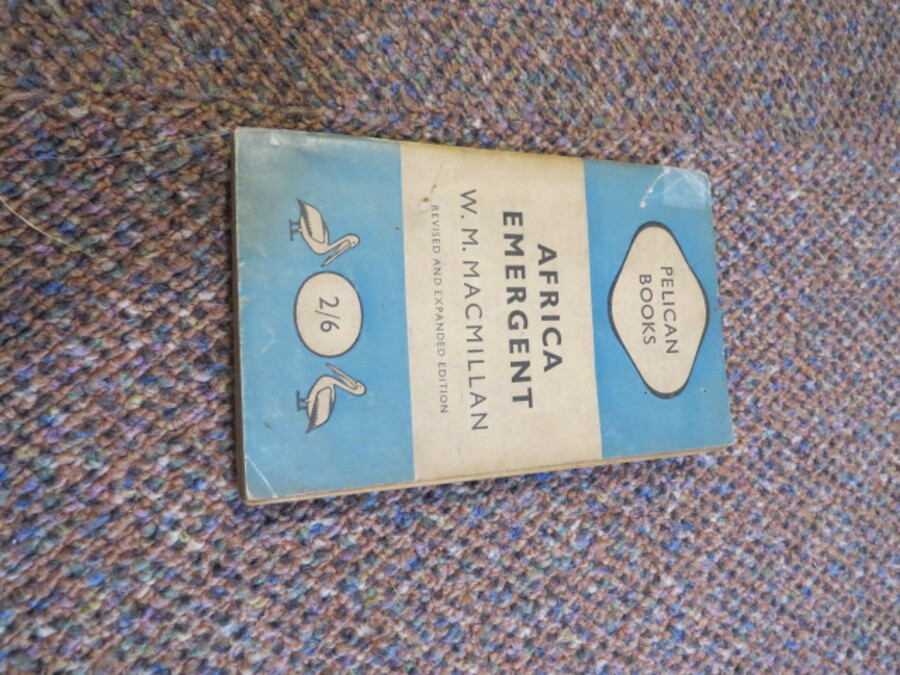 PELICAN
BOOKS
AFRICA
EMERGENT
W. M. MACMILLAN
REVISED AND EXPANDED EDITION
2/6